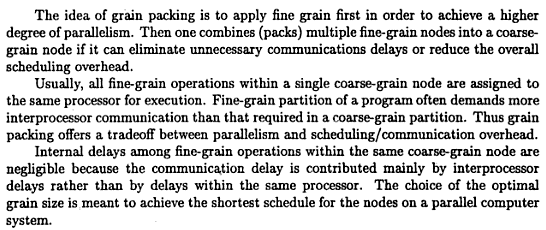 The idea of grain packing is to apply fine grain first in order to achieve a higher
degree of parallelism. Then one combines (packs) multiple fine-grain nodes into a coarse-
grain node if it can eliminate unnecessary communications delays or reduce the overall
scheduling overhead.
Usually, all fine-grain operations within a single coarse-grain node are assigned to
the same processor for execution. Fine-grain partition of a program often demands more
interprocessor communication than that required in a coarse-grain partition. Thus grain
packing offers a tradeoff between parallelism and scheduling/communication overhead.
Internal delays among fine-grain operations within the same coarse-grain node are
negligible because the communication delay is contributed mainly by interprocessor
delays rather than by delays within the same processor. The choice of the optimal
grain size is meant to achieve the shortest schedule for the nodes on a parallel computer
system.